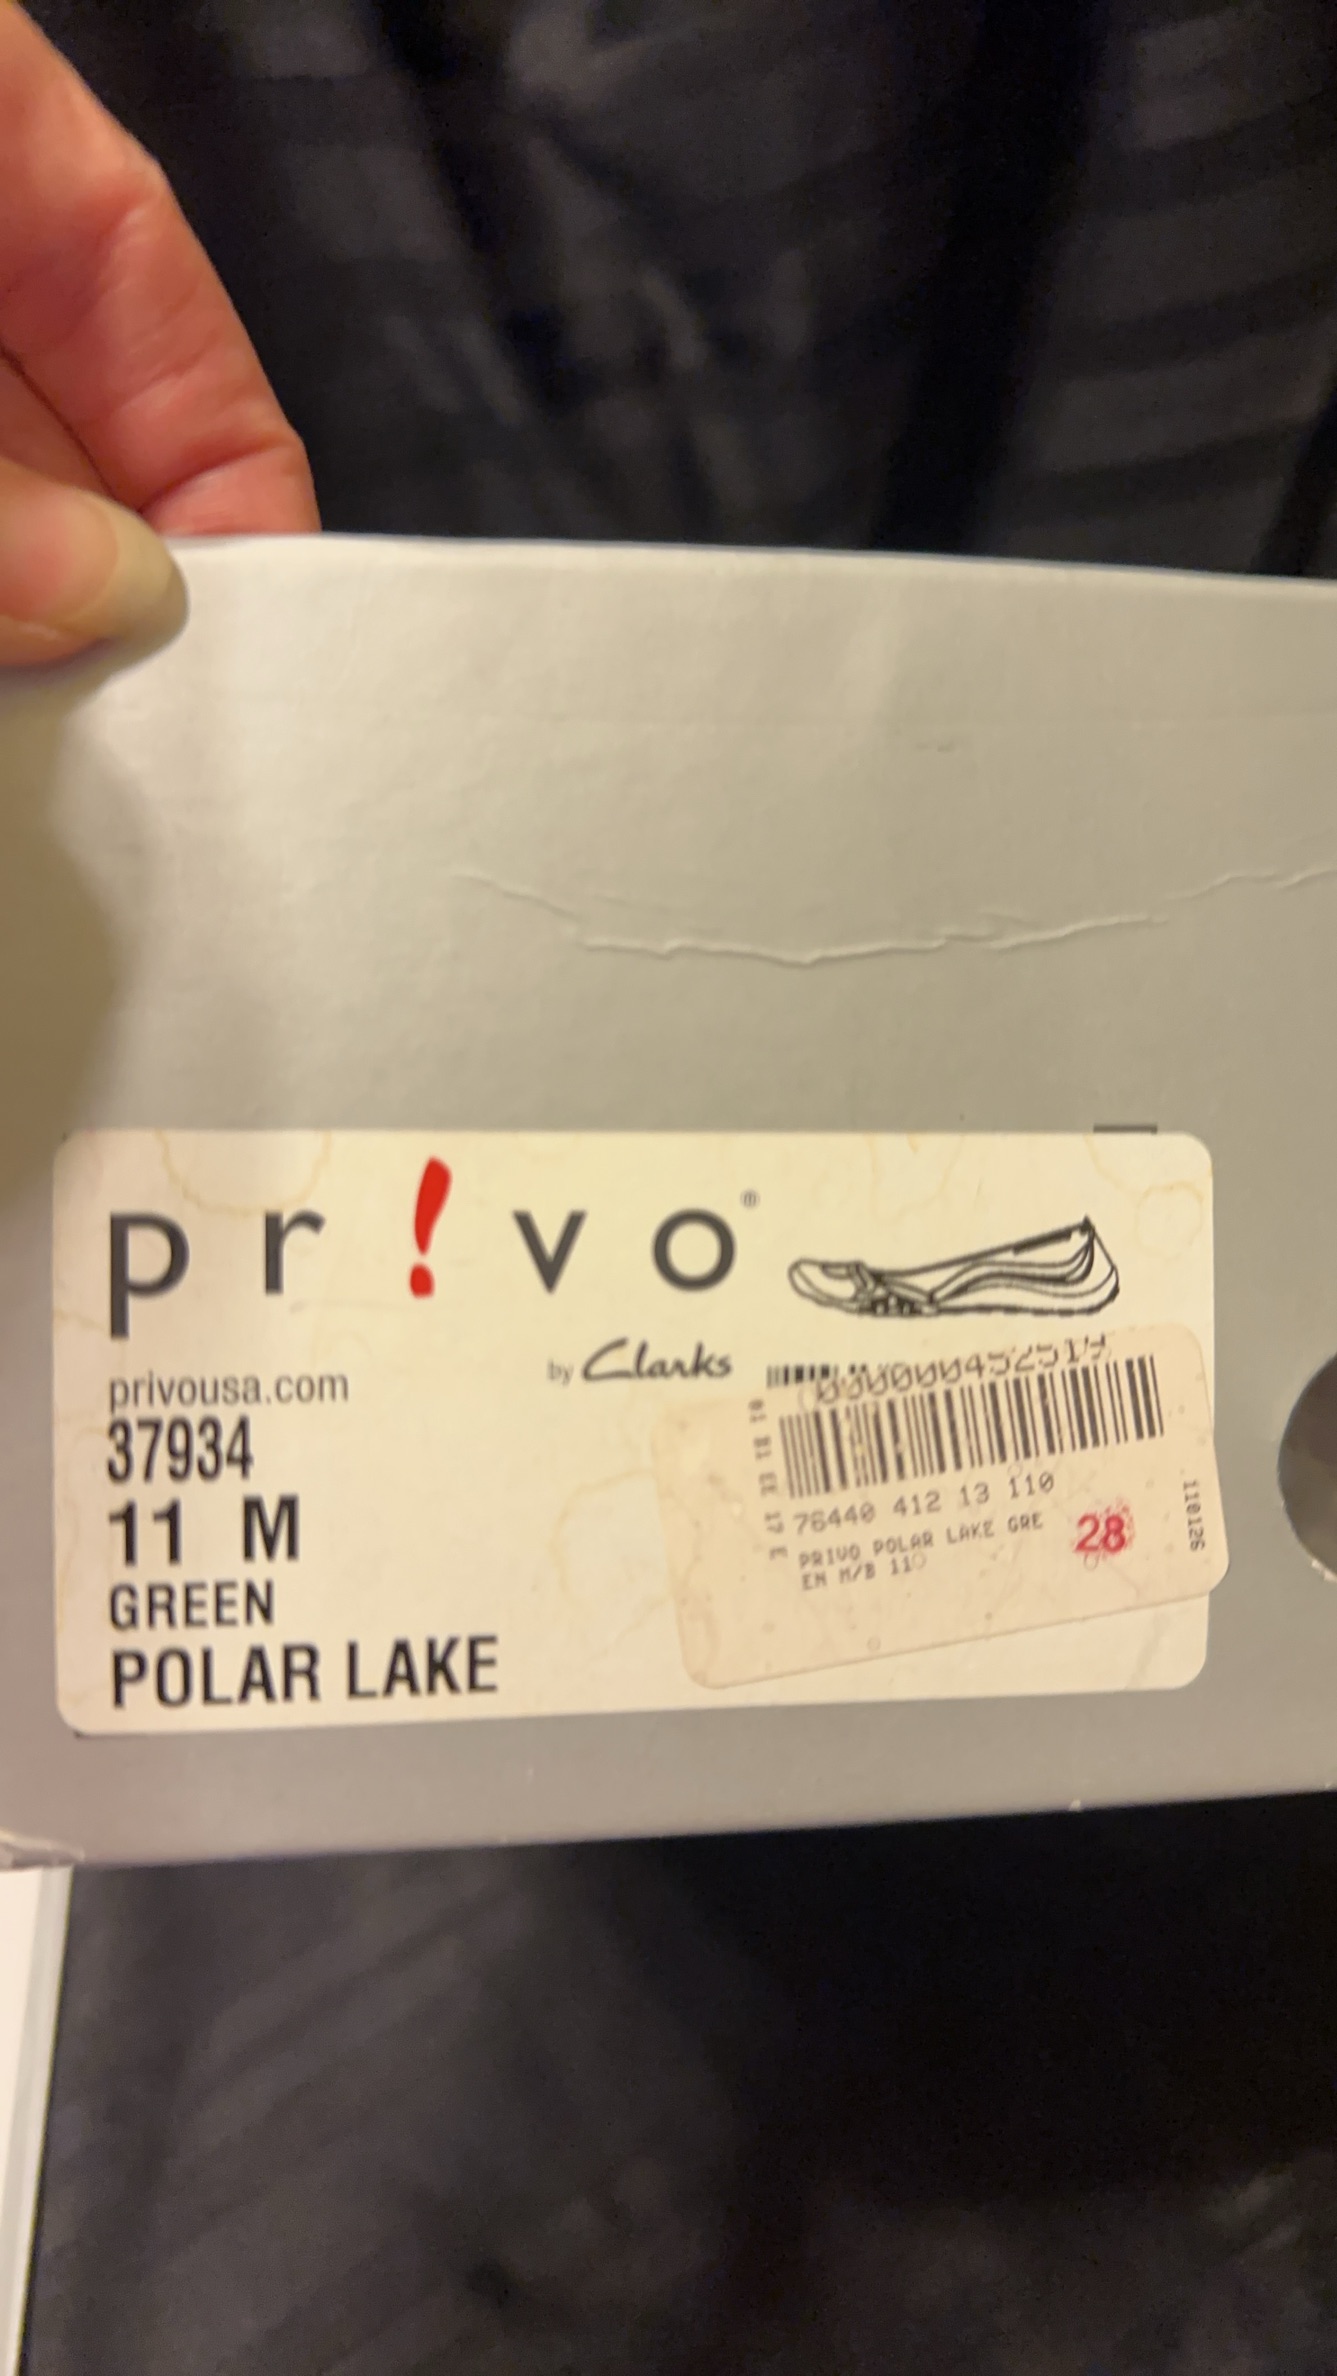 pr!vo®
by Clarks
privousa.com
37934
11 M
GREEN
POLAR LAKE
76440 412 13 110
PRIVO POLAR LAKE GRE
EN M/B 110
28
110126